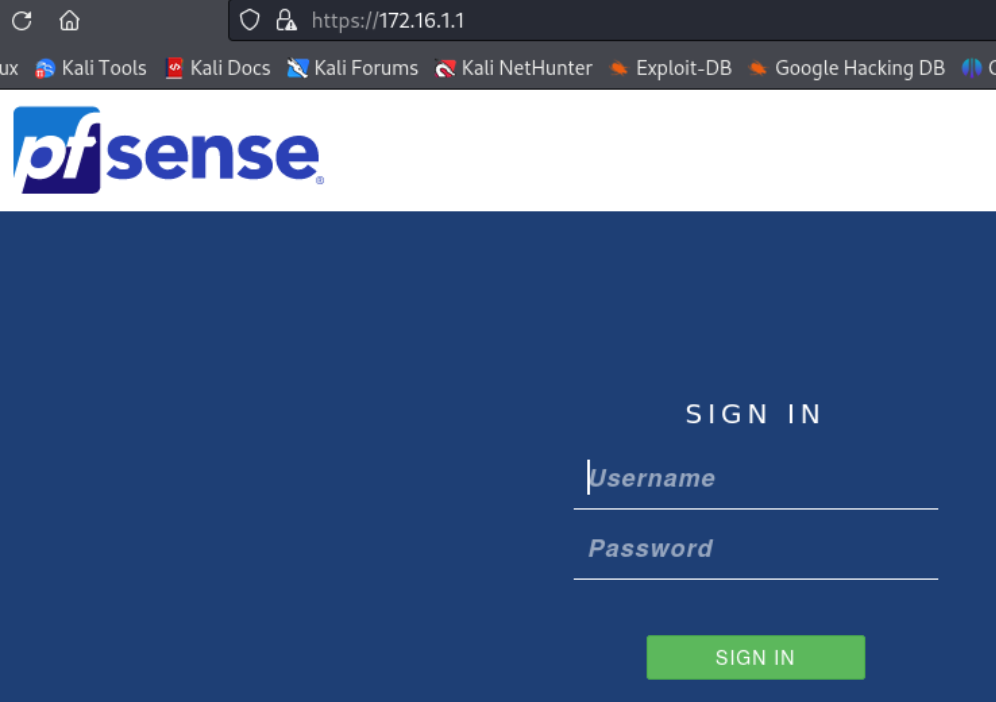 https://172.16.1.1
ux Kali Tools Kali Docs Kali Forums Kali NetHunter Exploit-DB Google Hacking DB
pfsense®
SIGN IN
Username
Password
SIGN IN